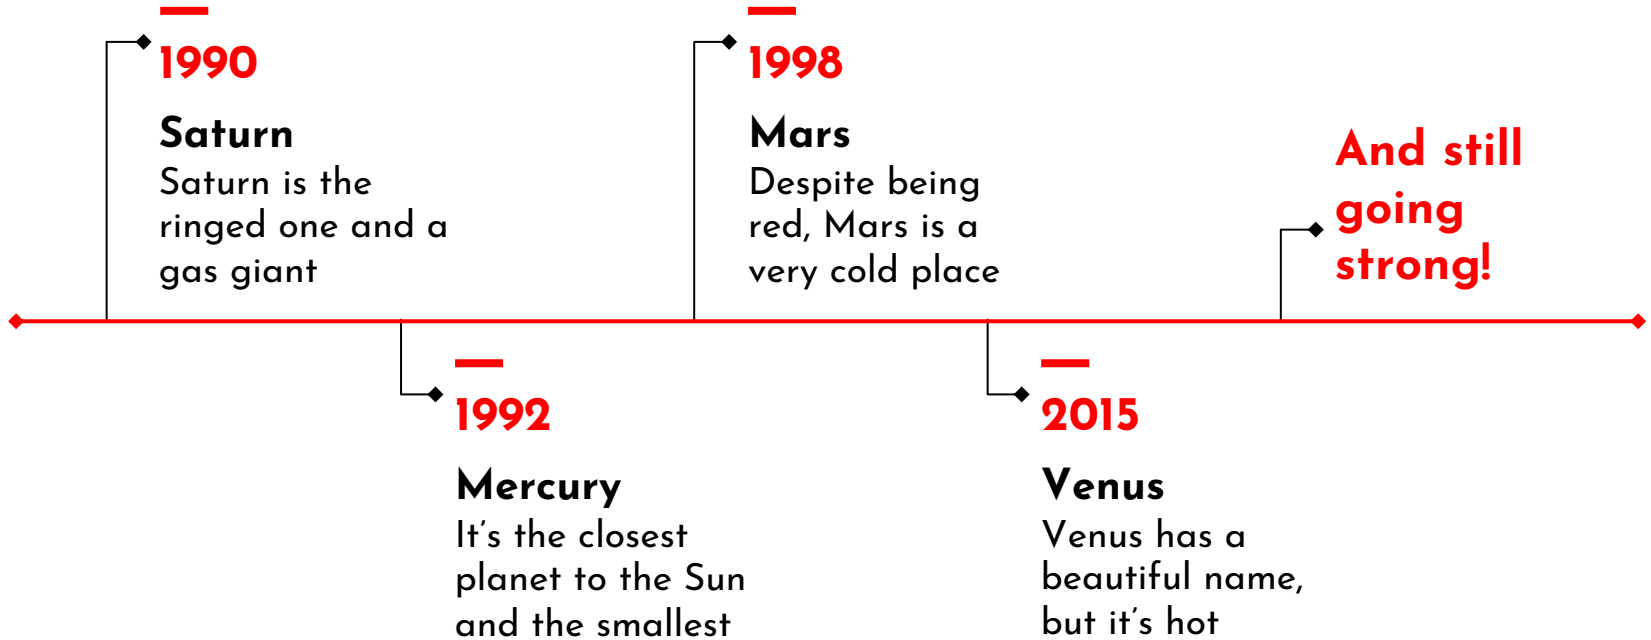 1990
Saturn
Saturn is the
ringed one and a
gas giant
1992
Mercury
It’s the closest
planet to the Sun
and the smallest
1998
Mars
Despite being
red, Mars is a
very cold place
2015
Venus
Venus has a
beautiful name,
but it’s hot
And still
going
strong!